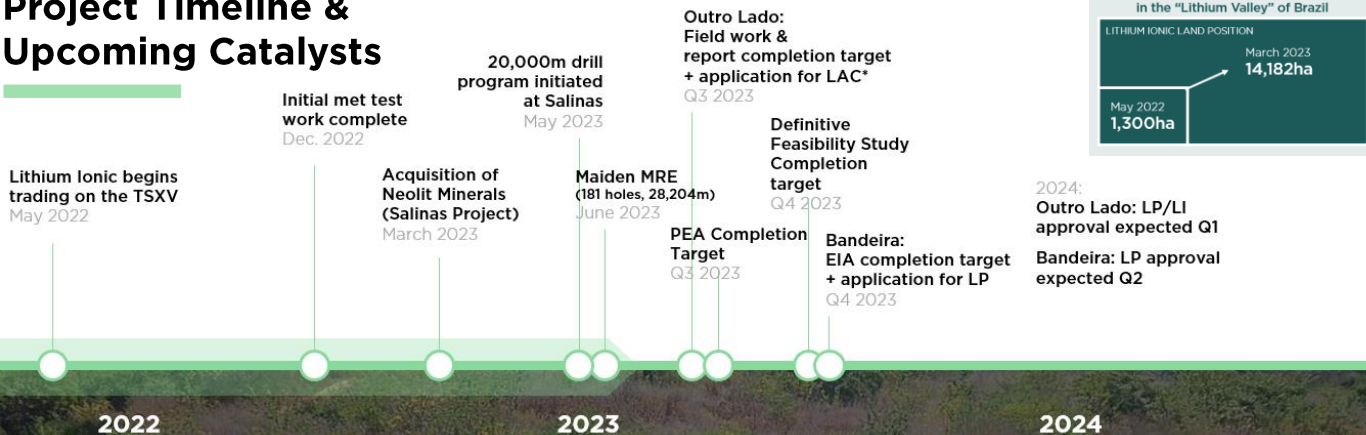 Project Timeline &
Upcoming Catalysts
in the “Lithium Valley” of Brazil
LITHIUM IONIC LAND POSITION
March 2023
14,182ha
May 2022
1,300ha
Lithium Ionic begins
trading on the TSXV
May 2022
Initial met test
work complete
Dec. 2022
Acquisition of
Neolit Minerals
(Salinas Project)
March 2023
20,000m drill
program initiated
at Salinas
May 2023
Maiden MRE
(181 holes, 28,204m)
June 2023
Outro Lado:
Field work &
report completion target
+ application for LAC*
Q3 2023
PEA Completion
Target
Q3 2023
Definitive
Feasibility Study
Completion
target
Q4 2023
Bandeira:
EIA completion target
+ application for LP
Q4 2023
2024:
Outro Lado: LP/LI
approval expected Q1
Bandeira: LP approval
expected Q2
2022
2023
2024